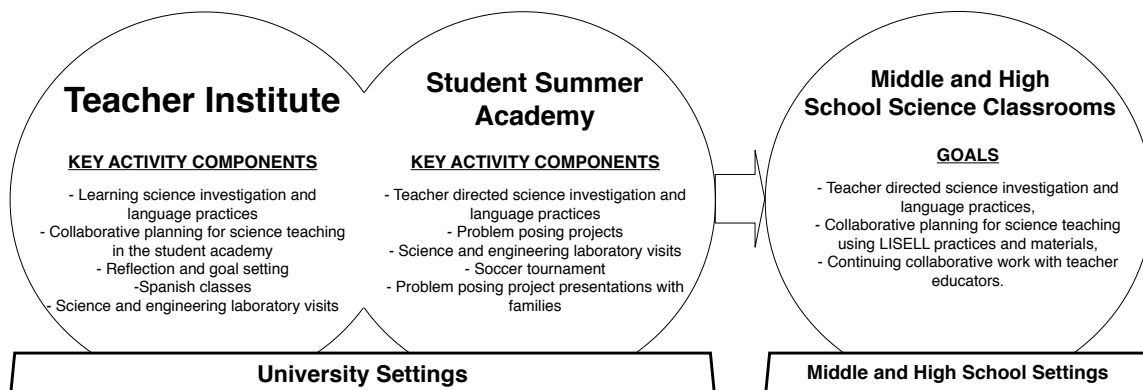 Teacher Institute
KEY ACTIVITY COMPONENTS
- Learning science investigation and
language practices
- Collaborative planning for science teaching
in the student academy
- Reflection and goal setting
-Spanish classes
- Science and engineering laboratory visits
Student Summer
Academy
KEY ACTIVITY COMPONENTS
- Teacher directed science investigation and
language practices
- Problem posing projects
- Science and engineering laboratory visits
- Soccer tournament
- Problem posing project presentations with
families
University Settings
Middle and High
School Science Classrooms
GOALS
- Teacher directed science investigation and
language practices,
- Collaborative planning for science teaching
using LISELL practices and materials,
- Continuing collaborative work with teacher
educators.
Middle and High School Settings